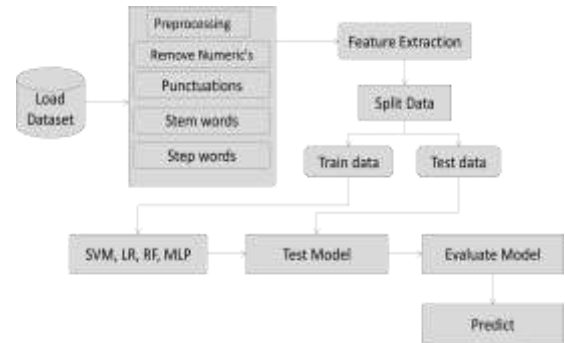 Preprocessing
Remove Numeric's
Punctuations
Stem words
Step words
Load
Dataset
Feature Extraction
Split Data
Train data
Test data
SVM, LR, RF, MLP
Test Model
Evaluate Model
Predict